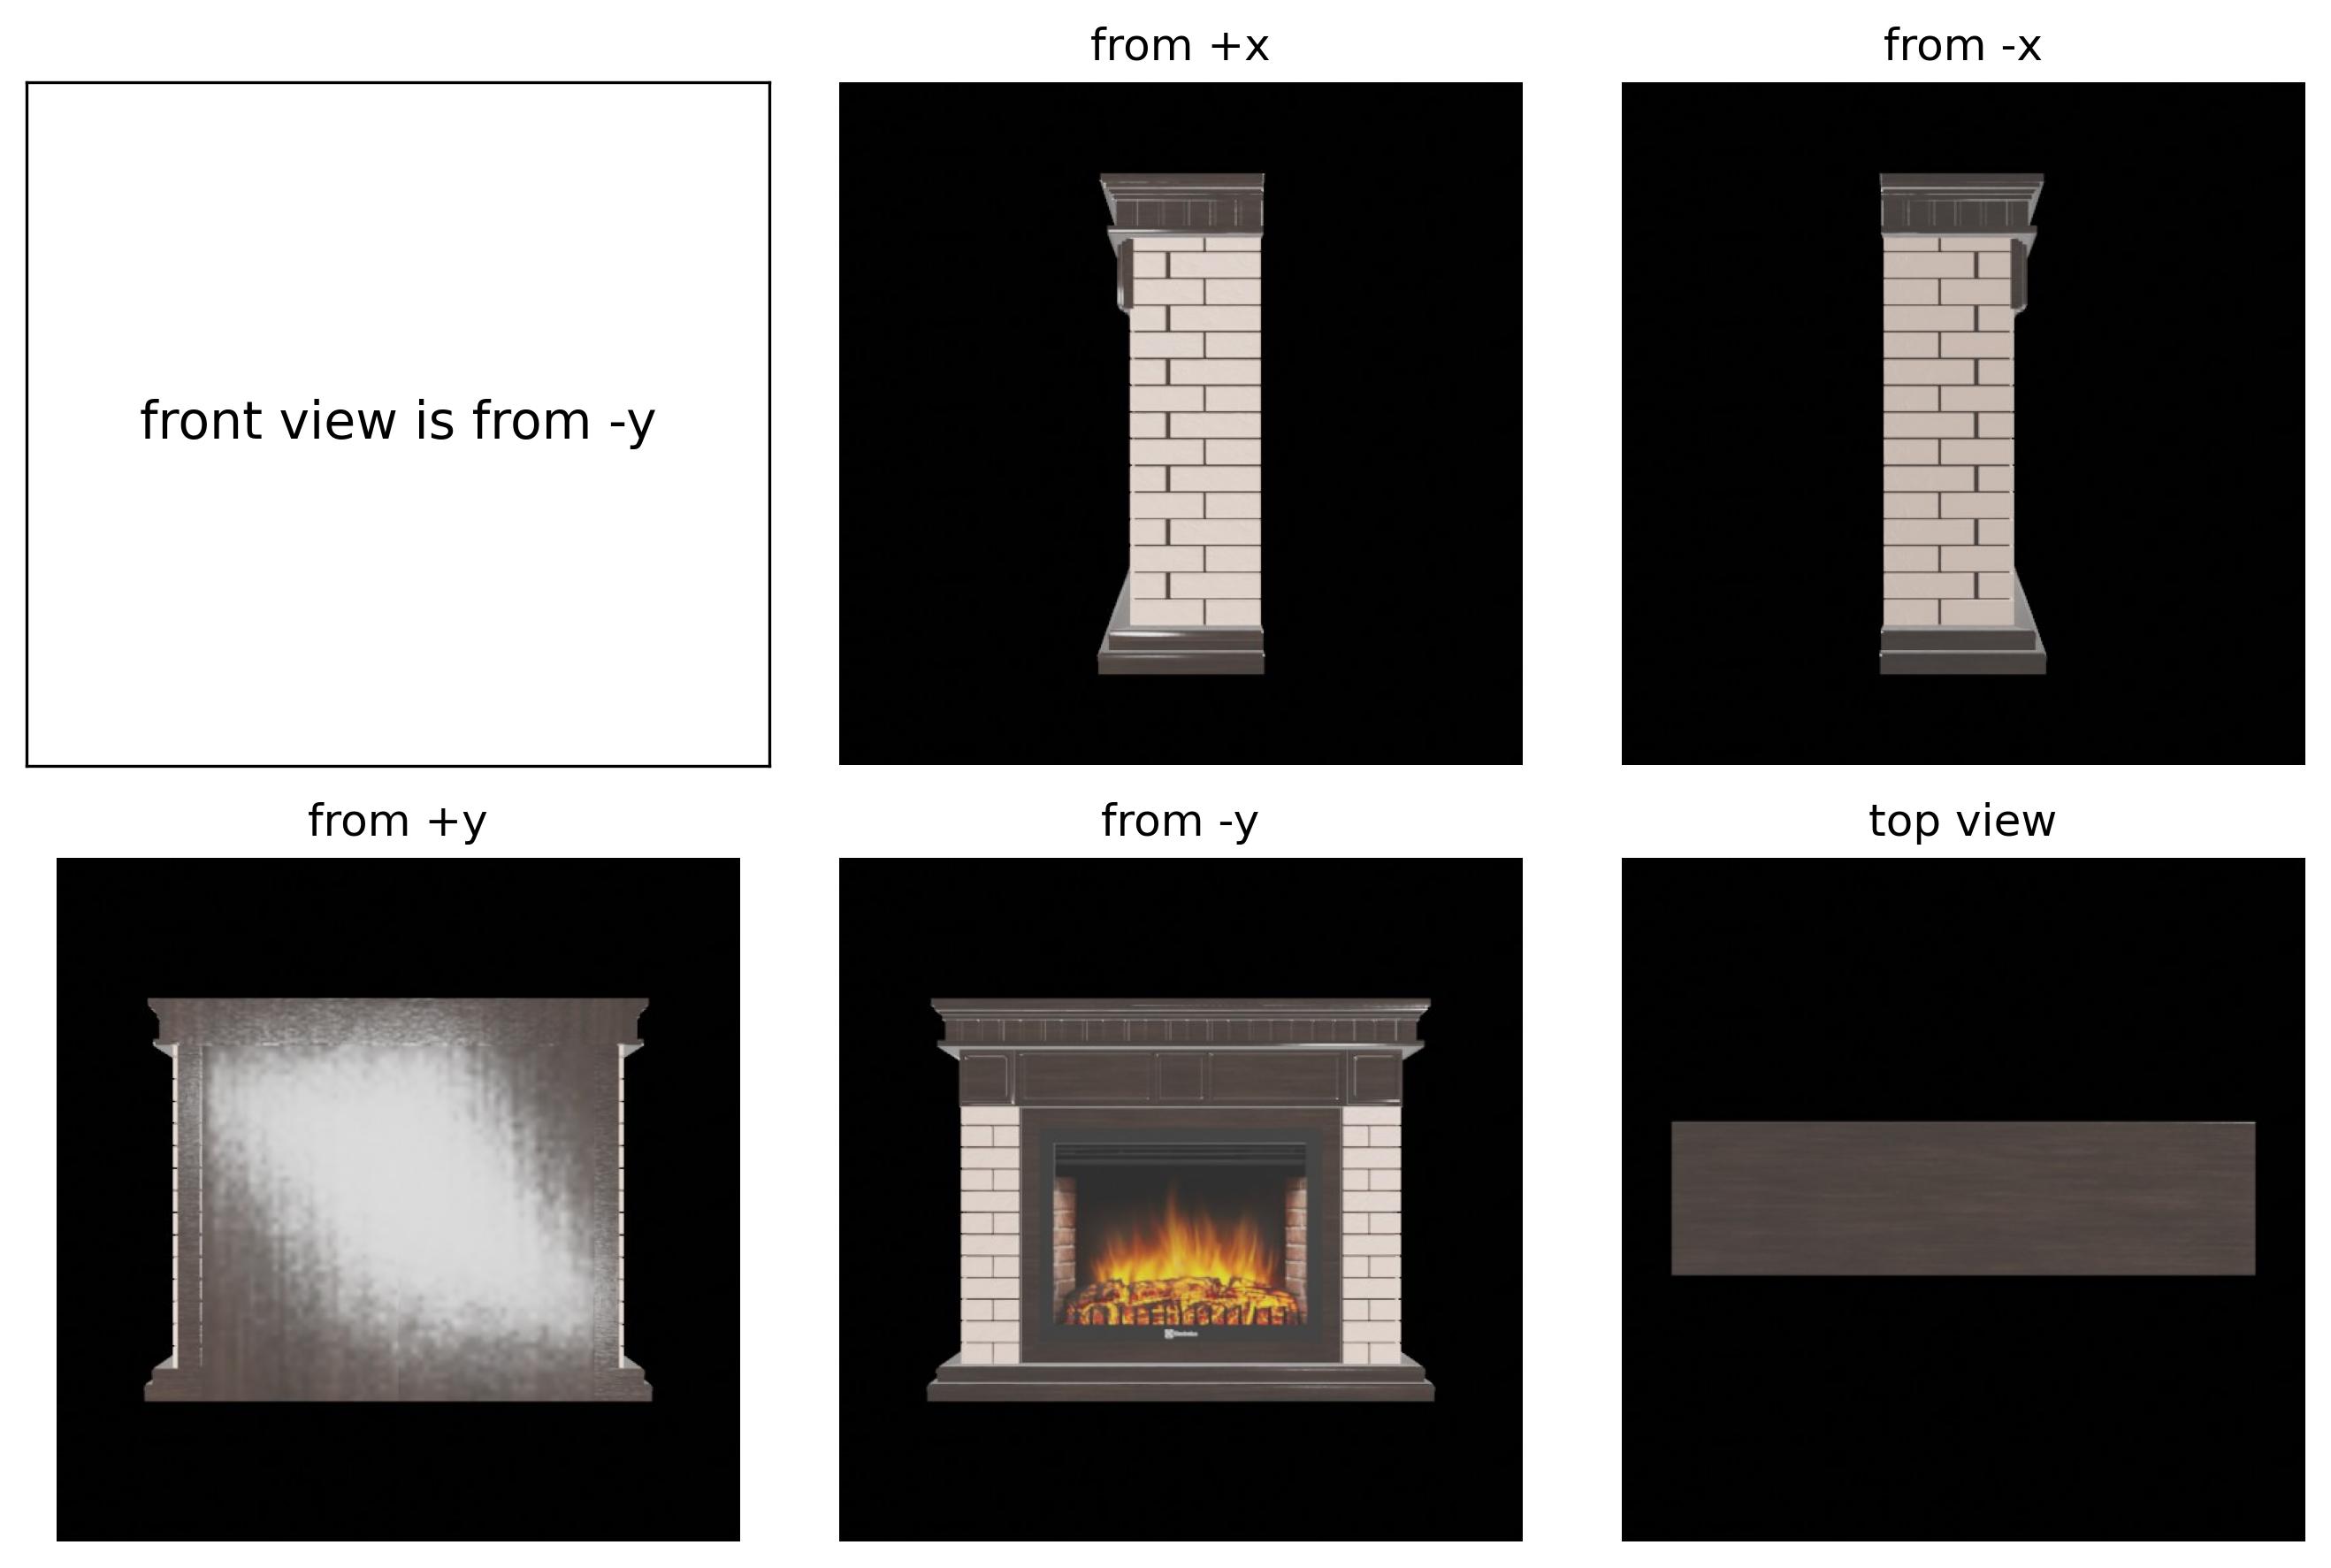 from +x
from -x
front view is from -y
from +y
from -y
top view